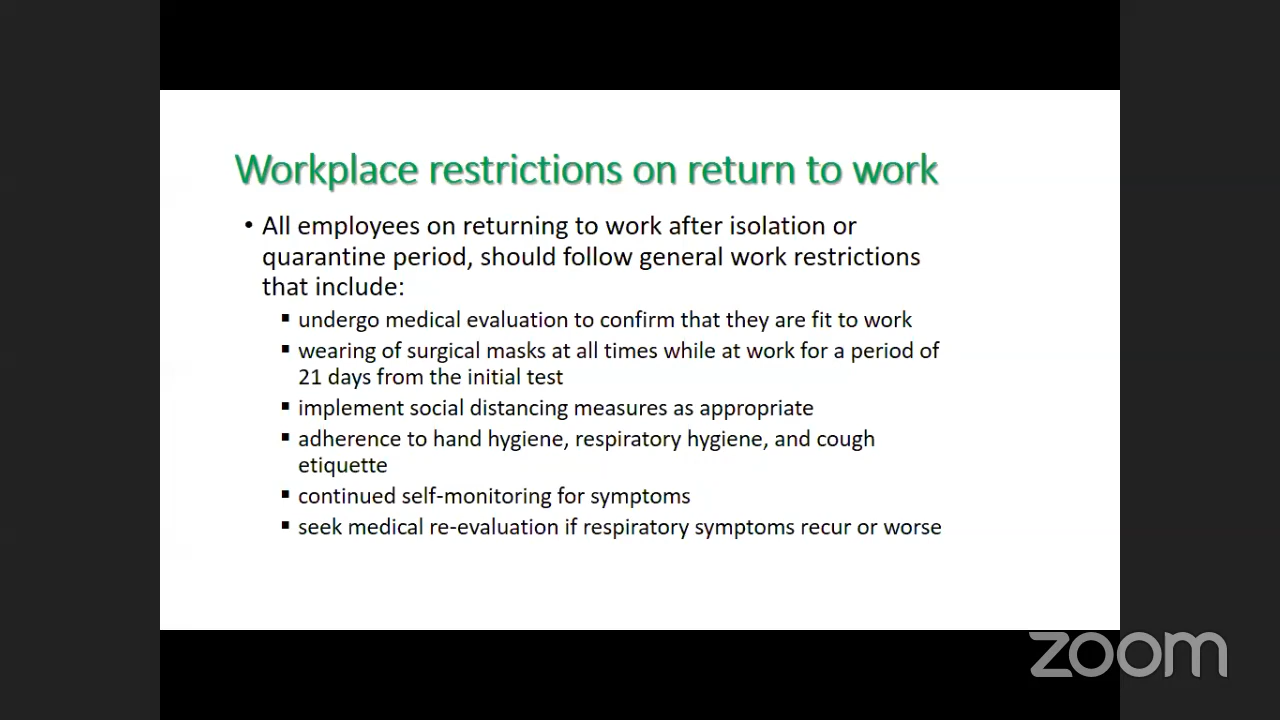 Workplace restrictions on return to work
• All employees on returning to work after isolation or
quarantine period, should follow general work restrictions
that include:
▪ undergo medical evaluation to confirm that they are fit to work
▪ wearing of surgical masks at all times while at work for a period of
21 days from the initial test
▪ implement social distancing measures as appropriate
▪ adherence to hand hygiene, respiratory hygiene, and cough
etiquette
▪ continued self-monitoring for symptoms
▪ seek medical re-evaluation if respiratory symptoms recur or worse
zoom